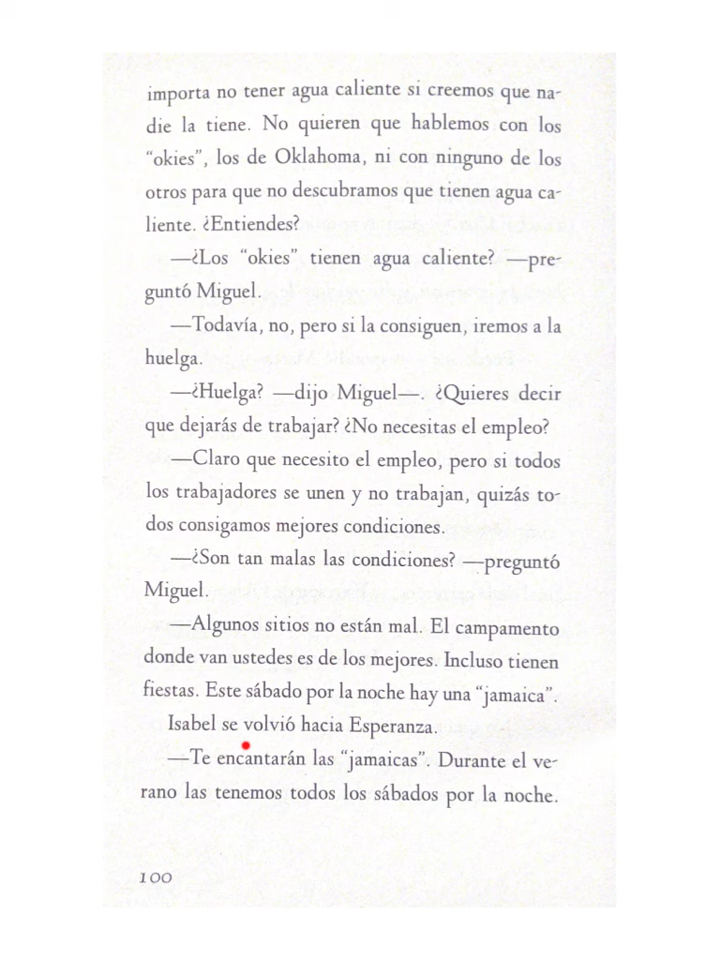 importa no tener agua caliente si creemos que na-
die la tiene. No quieren que hablemos con los
“okies”, los de Oklahoma, ni con ninguno de los
otros para que no descubramos que tienen agua ca-
liente. ¿Entiendes?
—¿Los “okies” tienen agua caliente? —pre-
guntó Miguel.
—Todavía, no, pero si la consiguen, iremos a la
huelga.
—¿Huelga? —dijo Miguel—. ¿Quieres decir
que dejarás de trabajar? ¿No necesitas el empleo?
—Claro que necesito el empleo, pero si todos
los trabajadores se unen y no trabajan, quizás to-
dos consigamos mejores condiciones.
—¿Son tan malas las condiciones? —preguntó
Miguel.
—Algunos sitios no están mal. El campamento
donde van ustedes es de los mejores. Incluso tienen
fiestas. Este sábado por la noche hay una “jamaica”.
Isabel se volvió hacia Esperanza.
—Te encantarán las “jamaicas”. Durante el ve-
rano las tenemos todos los sábados por la noche.
100